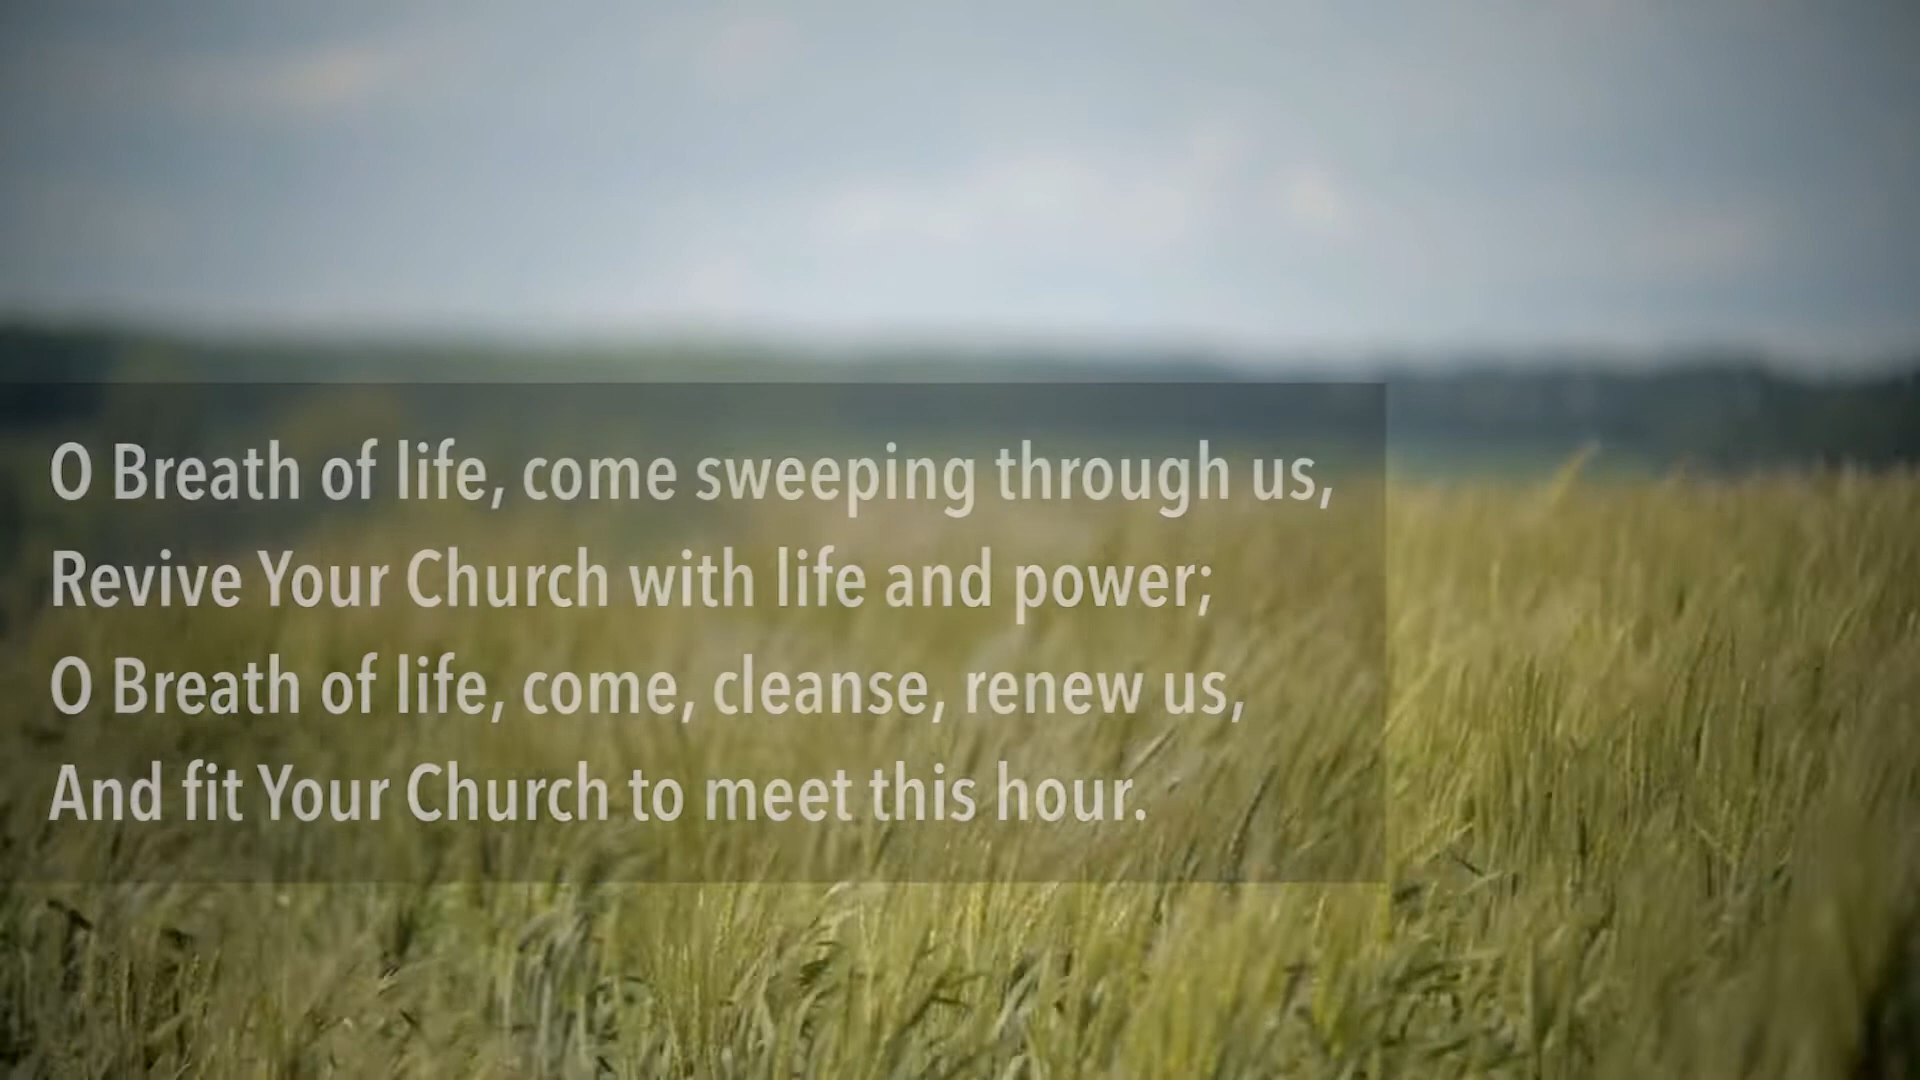 O Breath of life, come sweeping through us,
Revive Your Church with life and power;
O Breath of life, come, cleanse, renew us,
And fit Your Church to meet this hour.